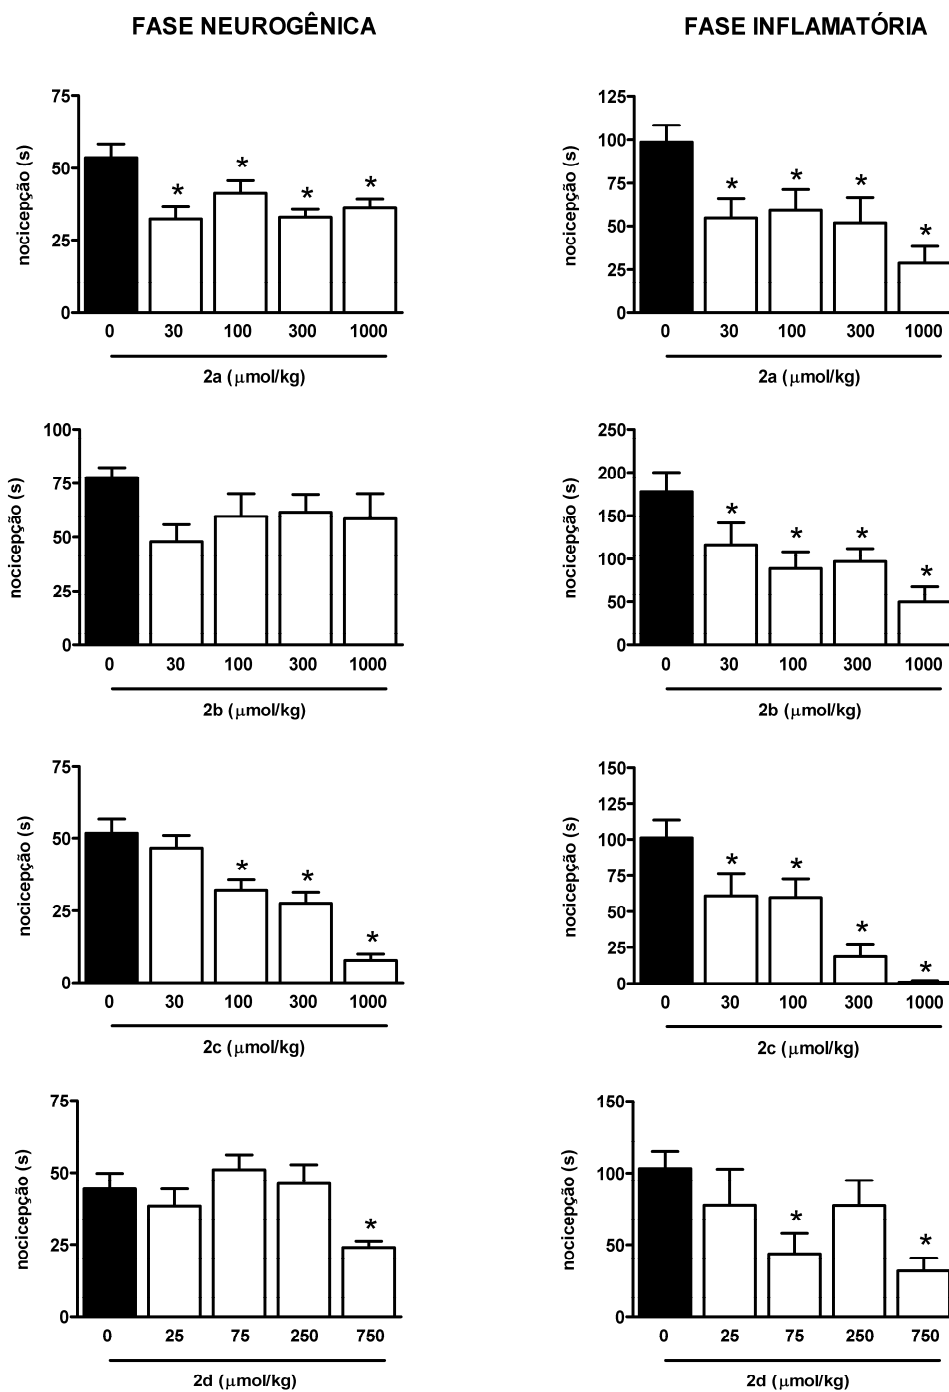 FASE NEUROGÊNICA
FASE INFLAMATÓRIA
75
50
25
0
nocicepção (s)
* * * *
0 30 100 300 1000
2a (μmol/kg)
125
100
75
50
25
0
nocicepção (s)
* * * *
0 30 100 300 1000
2a (μmol/kg)
100
75
50
25
0
nocicepção (s)
0 30 100 300 1000
2b (μmol/kg)
250
200
150
100
50
0
nocicepção (s)
* * * *
0 30 100 300 1000
2b (μmol/kg)
75
50
25
0
nocicepção (s)
* * *
0 30 100 300 1000
2c (μmol/kg)
150
125
100
75
50
25
0
nocicepção (s)
* * * *
0 30 100 300 1000
2c (μmol/kg)
75
50
25
0
nocicepção (s)
*
0 25 75 250 750
2d (μmol/kg)
150
100
50
0
nocicepção (s)
* *
0 25 75 250 750
2d (μmol/kg)